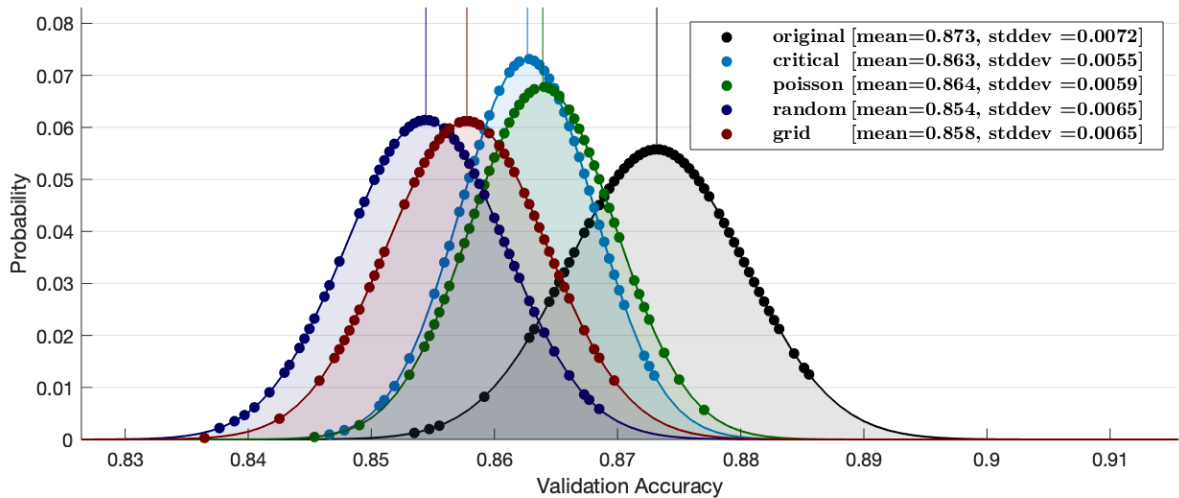 0.08
0.07
0.06
0.05
0.04
0.03
0.02
0.01
0
Probability
original [mean=0.873, stddev =0.0072]
critical [mean=0.863, stddev =0.0055]
poisson [mean=0.864, stddev =0.0059]
random [mean=0.854, stddev =0.0065]
grid [mean=0.858, stddev =0.0065]
0.83 0.84 0.85 0.86 0.87 0.88 0.89 0.9 0.91
Validation Accuracy